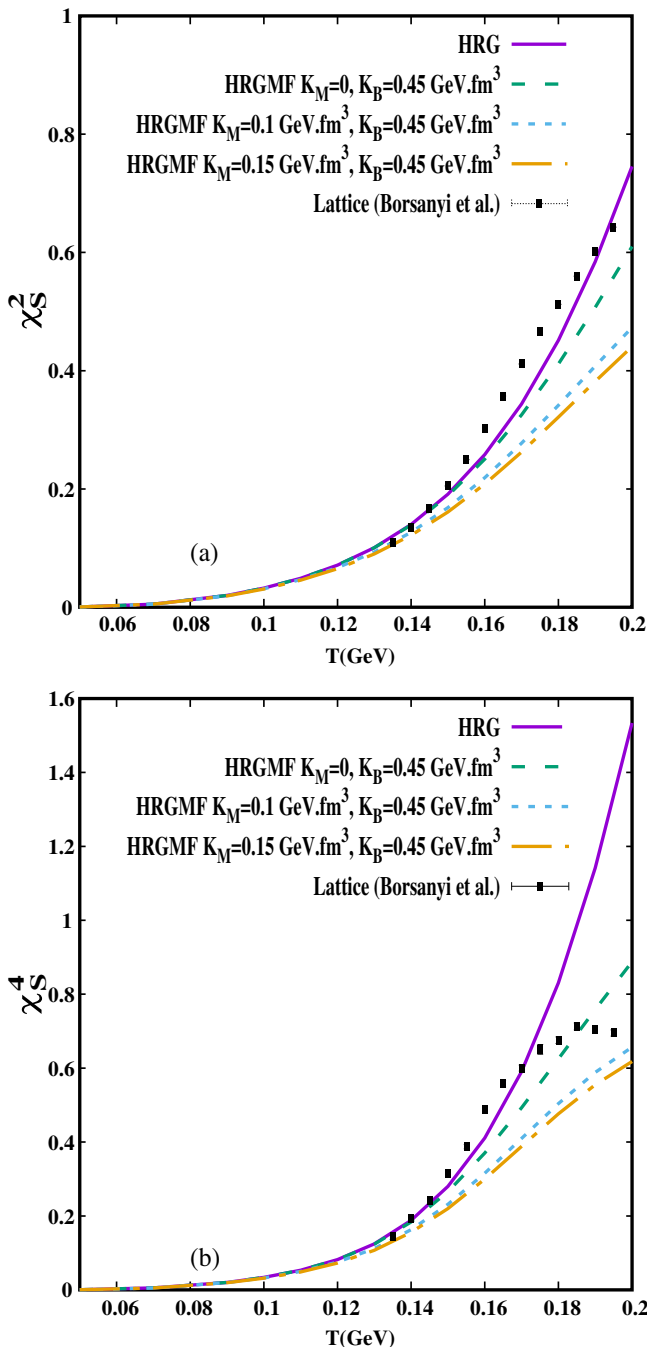 1
HRG
HRGMF K_M=0, K_B=0.45 GeV.fm^3
0.8
HRGMF K_M=0.1 GeV.fm^3, K_B=0.45 GeV.fm^3
HRGMF K_M=0.15 GeV.fm^3, K_B=0.45 GeV.fm^3
Lattice (Borsanyi et al.)
0.6
χ_S^2
0.4
0.2
(a)
0
0.06 0.08 0.1 0.12 0.14 0.16 0.18 0.2
T(GeV)
1.6
HRG
1.4
HRGMF K_M=0, K_B=0.45 GeV.fm^3
HRGMF K_M=0.1 GeV.fm^3, K_B=0.45 GeV.fm^3
1.2
HRGMF K_M=0.15 GeV.fm^3, K_B=0.45 GeV.fm^3
Lattice (Borsanyi et al.)
1
χ_S^4
0.8
0.6
0.4
0.2
(b)
0
0.06 0.08 0.1 0.12 0.14 0.16 0.18 0.2
T(GeV)